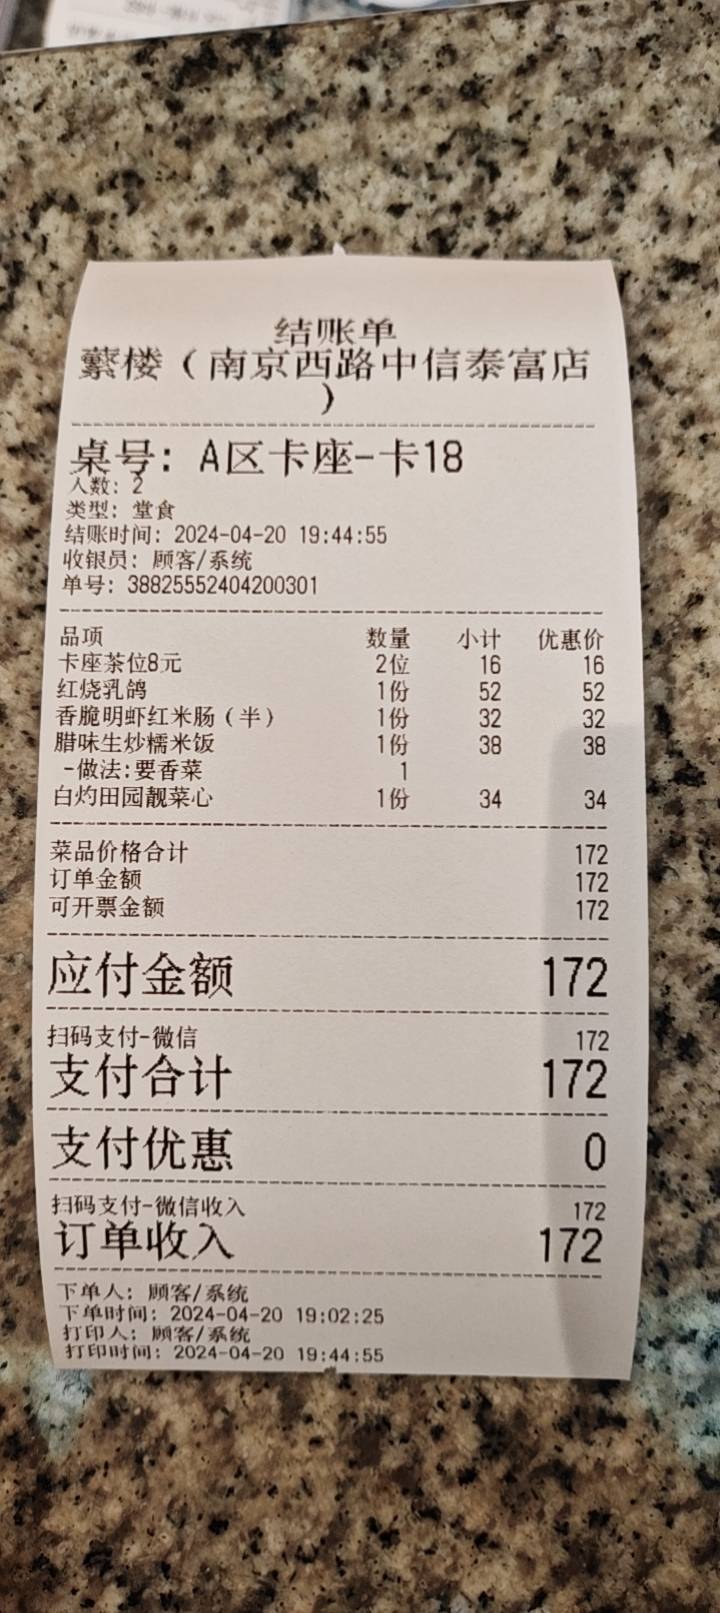 结账单
蘩楼（南京西路中信泰富店
）
桌号: A区卡座-卡18
人数: 2
类型: 堂食
结账时间: 2024-04-20 19:44:55
收银员: 顾客/系统
单号: 38825552404200301
品项 数量 小计 优惠价
卡座茶位8元 2位 16 16
红烧乳鸽 1份 52 52
香脆明虾红米肠（半） 1份 32 32
腊味生炒糯米饭 1份 38 38
-做法:要香菜 1
白灼田园靓菜心 1份 34 34
菜品价格合计 172
订单金额 172
可开票金额 172
应付金额 172
扫码支付-微信 172
支付合计 172
支付优惠 0
扫码支付-微信收入 172
订单收入 172
下单人: 顾客/系统
下单时间: 2024-04-20 19:02:25
打印人: 顾客/系统
打印时间: 2024-04-20 19:44:55